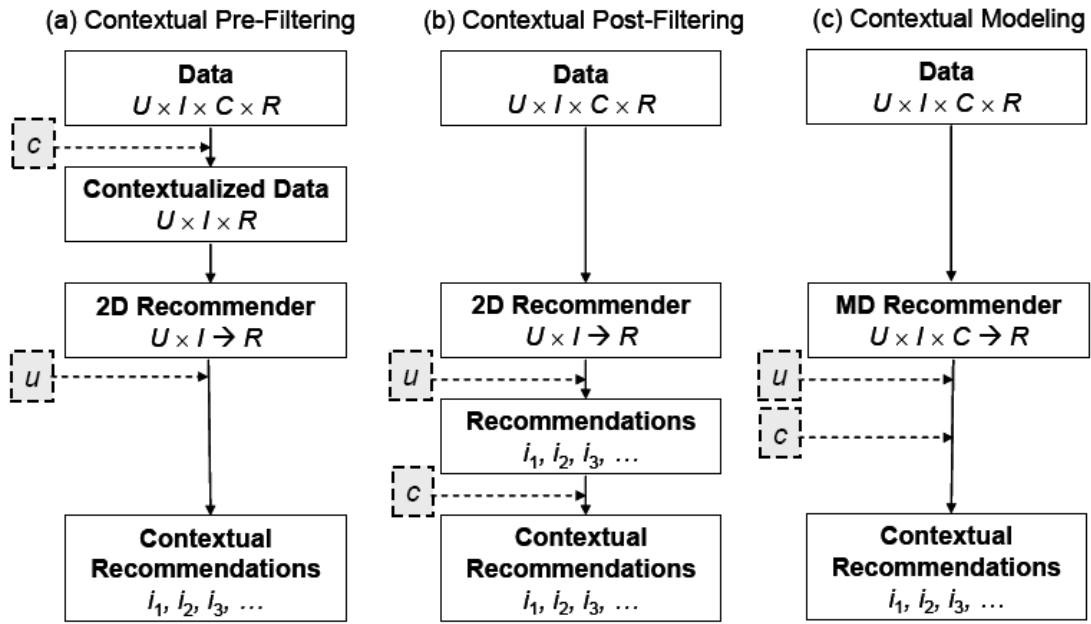 (a) Contextual Pre-Filtering
Data
U × I × C × R
c
Contextualized Data
U × I × R
2D Recommender
U × I → R
u
Contextual
Recommendations
i₁, i₂, i₃, …
(b) Contextual Post-Filtering
Data
U × I × C × R
2D Recommender
U × I → R
u
Recommendations
i₁, i₂, i₃, …
c
Contextual
Recommendations
i₁, i₂, i₃, …
(c) Contextual Modeling
Data
U × I × C × R
MD Recommender
U × I × C → R
u
c
Contextual
Recommendations
i₁, i₂, i₃, …